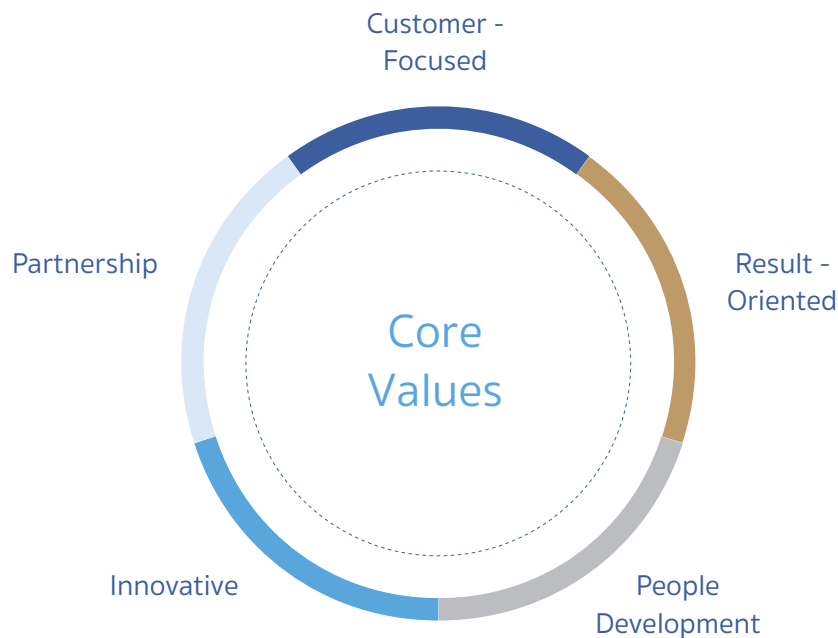 Customer -
Focused
Partnership
Result -
Oriented
Core
Values
Innovative
People
Development